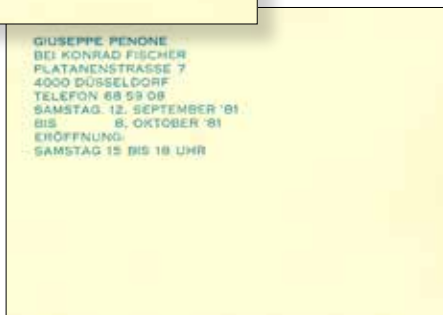 GIUSEPPE PENONE
BEI KONRAD FISCHER
PLATANENSTRASSE 7
4000 DÜSSELDORF
TELEFON 68 59 08
SAMSTAG, 12. SEPTEMBER '81
BIS 8. OKTOBER '81
ERÖFFNUNG:
SAMSTAG 15 BIS 18 UHR